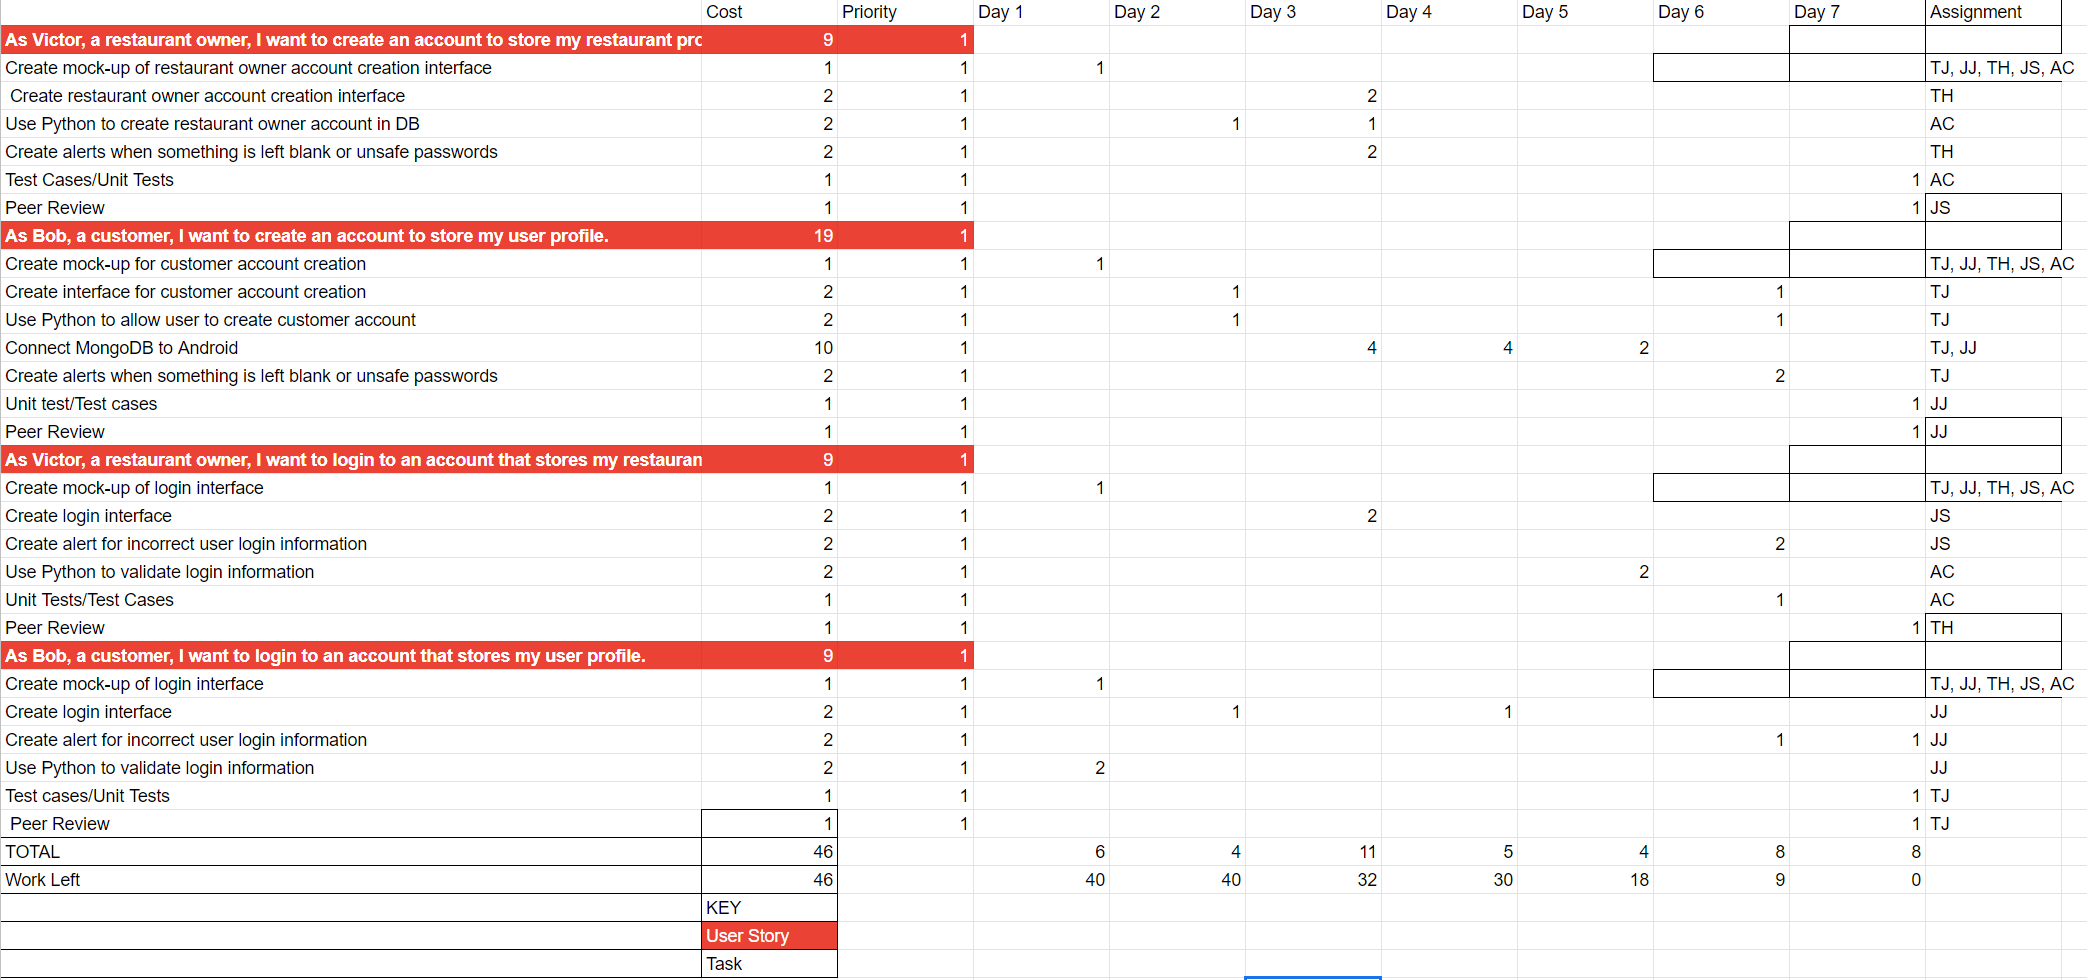 Cost Priority Day 1 Day 2 Day 3 Day 4 Day 5 Day 6 Day 7 Assignment
As Victor, a restaurant owner, I want to create an account to store my restaurant pro 9 1
Create mock-up of restaurant owner account creation interface 1 1 1 TJ, JJ, TH, JS, AC
Create restaurant owner account creation interface 2 1 2 TH
Use Python to create restaurant owner account in DB 2 1 1 1 AC
Create alerts when something is left blank or unsafe passwords 2 1 2 TH
Test Cases/Unit Tests 1 1 1 AC
Peer Review 1 1 1 JS
As Bob, a customer, I want to create an account to store my user profile. 19 1
Create mock-up for customer account creation 1 1 1 TJ, JJ, TH, JS, AC
Create interface for customer account creation 2 1 1 1 TJ
Use Python to allow user to create customer account 2 1 1 1 TJ
Connect MongoDB to Android 10 1 4 4 2 TJ, JJ
Create alerts when something is left blank or unsafe passwords 2 1 2 TJ
Unit test/Test cases 1 1 1 JJ
Peer Review 1 1 1 JJ
As Victor, a restaurant owner, I want to login to an account that stores my restauran 9 1
Create mock-up of login interface 1 1 1 TJ, JJ, TH, JS, AC
Create login interface 2 1 2 JS
Create alert for incorrect user login information 2 1 2 JS
Use Python to validate login information 2 1 2 AC
Unit Tests/Test Cases 1 1 1 AC
Peer Review 1 1 1 TH
As Bob, a customer, I want to login to an account that stores my user profile. 9 1
Create mock-up of login interface 1 1 1 TJ, JJ, TH, JS, AC
Create login interface 2 1 1 1 JJ
Create alert for incorrect user login information 2 1 1 1 JJ
Use Python to validate login information 2 1 2 JJ
Test cases/Unit Tests 1 1 1 TJ
Peer Review 1 1 1 TJ
TOTAL 46 6 4 11 5 4 8 8
Work Left 46 40 40 32 30 18 9 0
KEY
User Story
Task